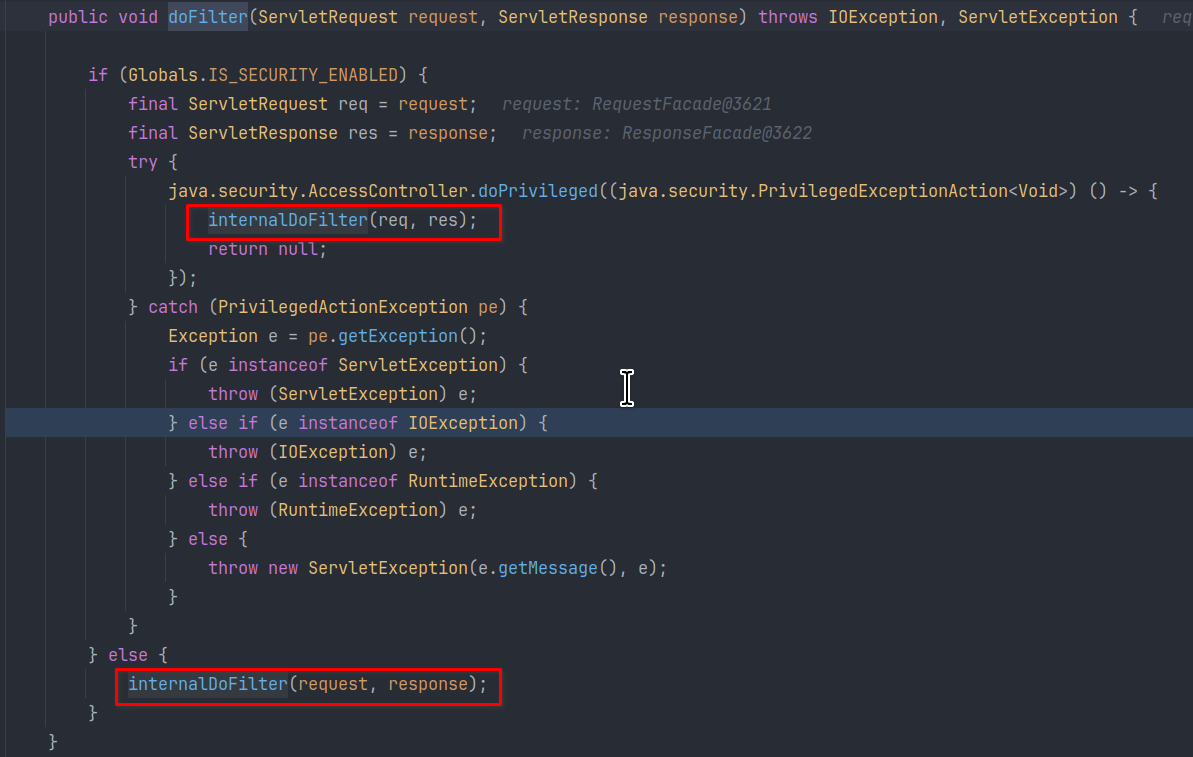 public void doFilter(ServletRequest request, ServletResponse response) throws IOException, ServletException {   req
if (Globals.IS_SECURITY_ENABLED) {
final ServletRequest req = request;   request: RequestFacade@3621
final ServletResponse res = response;   response: ResponseFacade@3622
try {
java.security.AccessController.doPrivileged((java.security.PrivilegedExceptionAction<Void>) () -> {
internalDoFilter(req, res);
return null;
});
} catch (PrivilegedActionException pe) {
Exception e = pe.getException();
if (e instanceof ServletException) {
throw (ServletException) e;
} else if (e instanceof IOException) {
throw (IOException) e;
} else if (e instanceof RuntimeException) {
throw (RuntimeException) e;
} else {
throw new ServletException(e.getMessage(), e);
}
}
} else {
internalDoFilter(request, response);
}
}